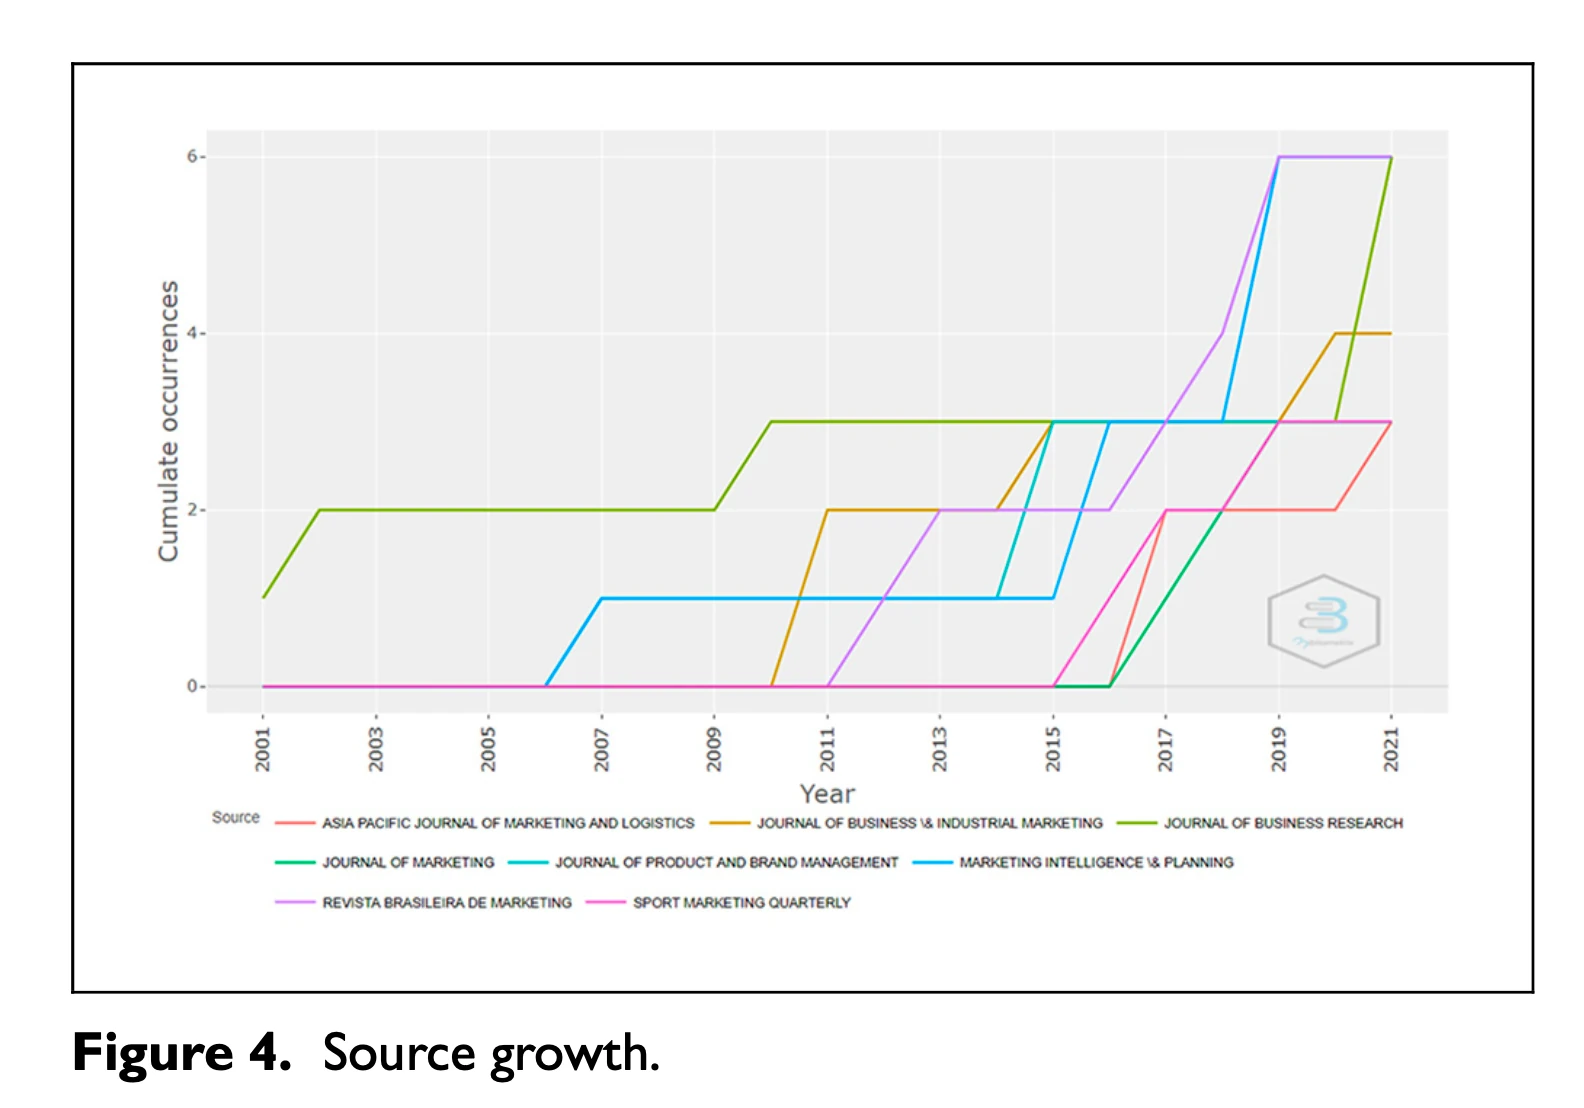 6
4
2
0
Cumulate occurrences
2001 2003 2005 2007 2009 2011 2013 2015 2017 2019 2021
Year
Source ASIA PACIFIC JOURNAL OF MARKETING AND LOGISTICS JOURNAL OF BUSINESS \& INDUSTRIAL MARKETING JOURNAL OF BUSINESS RESEARCH
JOURNAL OF MARKETING JOURNAL OF PRODUCT AND BRAND MANAGEMENT MARKETING INTELLIGENCE \& PLANNING
REVISTA BRASILEIRA DE MARKETING SPORT MARKETING QUARTERLY
Figure 4. Source growth.